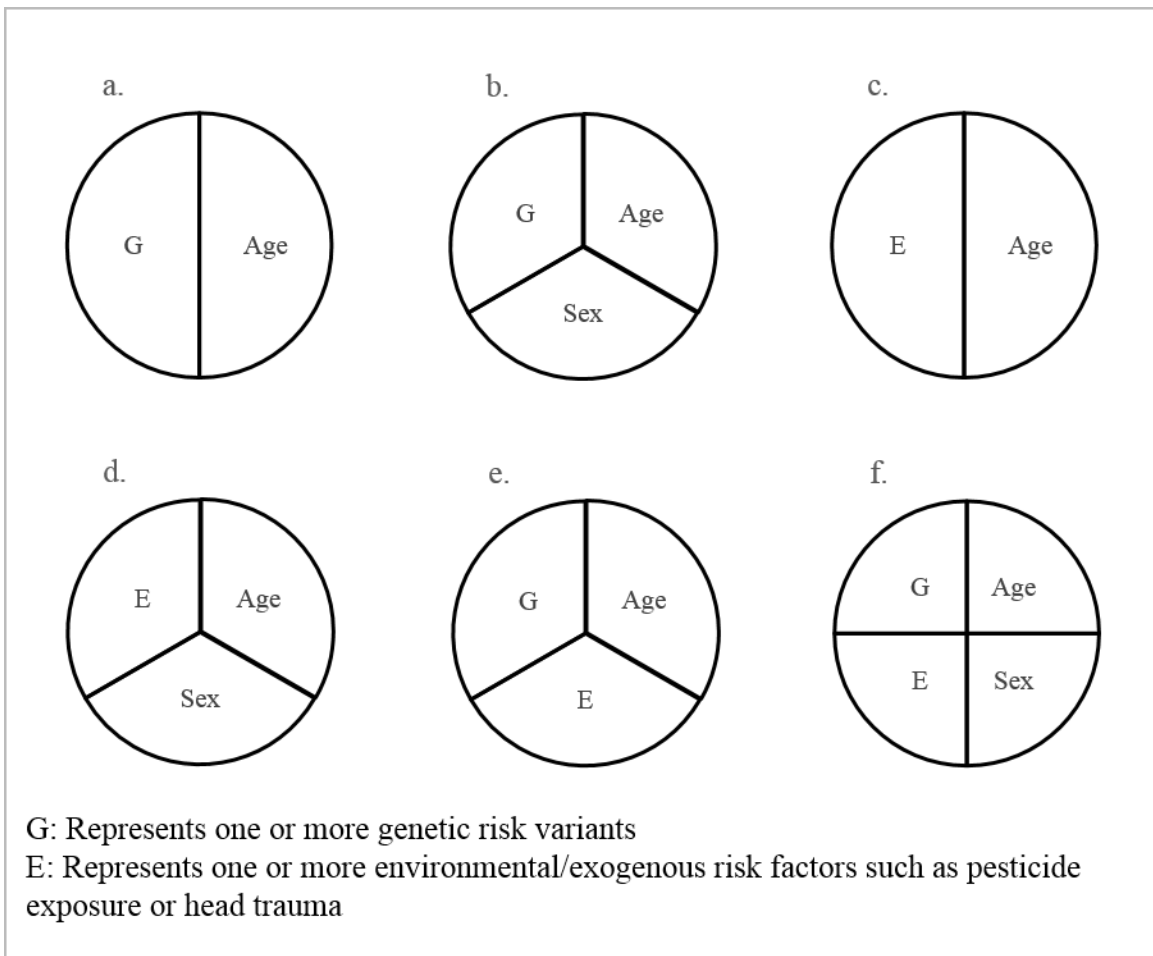 a.
b.
c.
G
Age
G
Age
Sex
E
Age
d.
e.
f.
E
Age
Sex
G
Age
E
G
Age
E
Sex
G: Represents one or more genetic risk variants
E: Represents one or more environmental/exogenous risk factors such as pesticide
exposure or head trauma